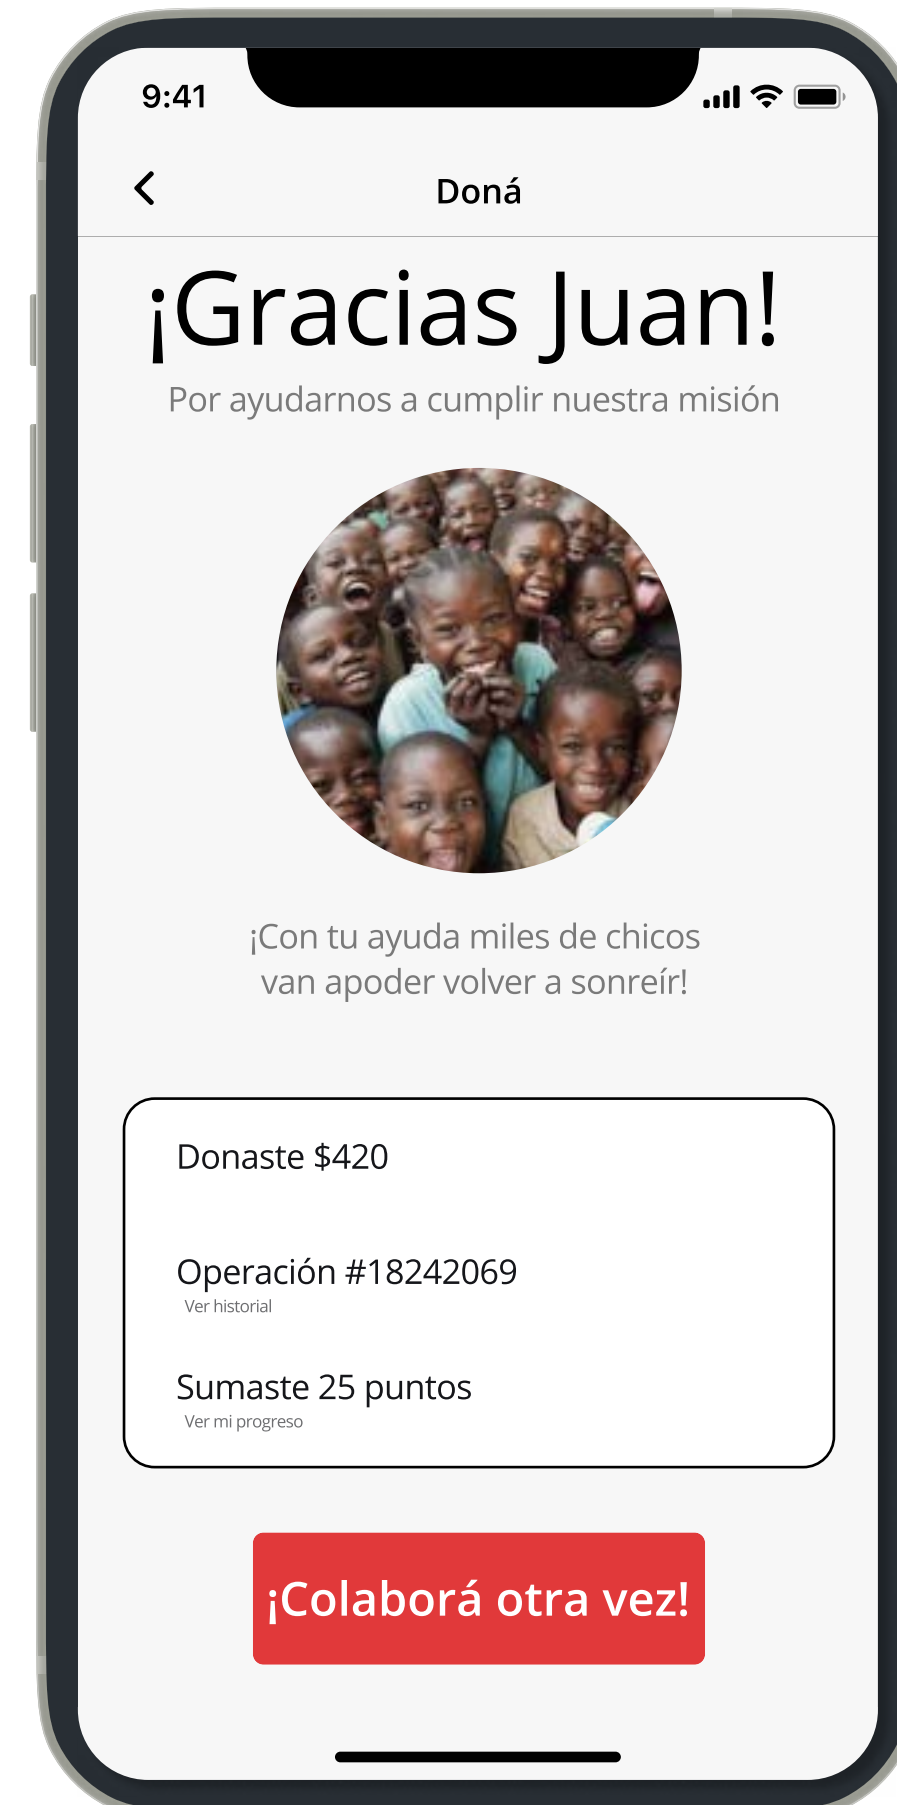 9:41
Doná
¡Gracias Juan!
Por ayudarnos a cumplir nuestra misión
¡Con tu ayuda miles de chicos
van apoder volver a sonreír!
Donaste $420
Operación #18242069
Ver historial
Sumaste 25 puntos
Ver mi progreso
¡Colaborá otra vez!